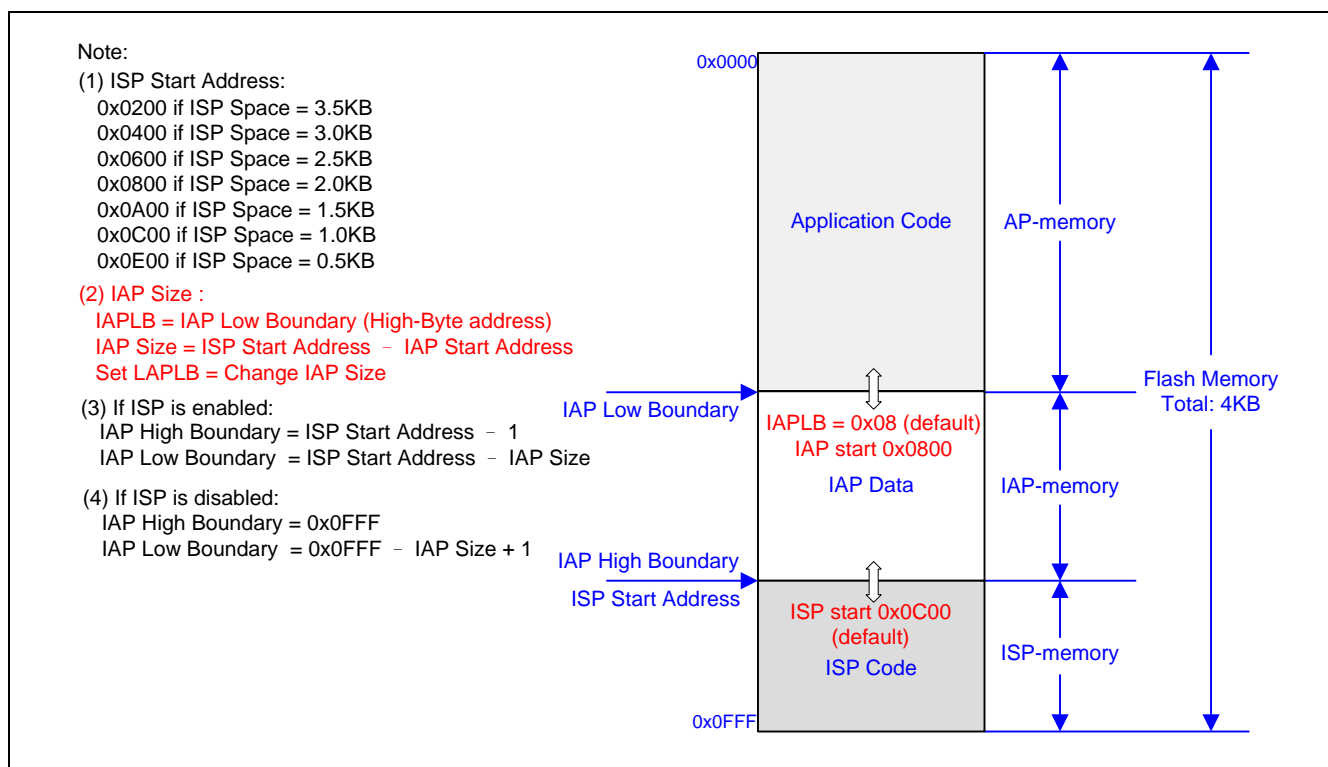 Note:
(1) ISP Start Address:
0x0200 if ISP Space = 3.5KB
0x0400 if ISP Space = 3.0KB
0x0600 if ISP Space = 2.5KB
0x0800 if ISP Space = 2.0KB
0x0A00 if ISP Space = 1.5KB
0x0C00 if ISP Space = 1.0KB
0x0E00 if ISP Space = 0.5KB
(2) IAP Size :
IAPLB = IAP Low Boundary (High-Byte address)
IAP Size = ISP Start Address - IAP Start Address
Set LAPLB = Change IAP Size
(3) If ISP is enabled:
IAP High Boundary = ISP Start Address - 1
IAP Low Boundary = ISP Start Address - IAP Size
(4) If ISP is disabled:
IAP High Boundary = 0x0FFF
IAP Low Boundary = 0x0FFF - IAP Size + 1
0x0000
Application Code
AP-memory
Flash Memory
Total: 4KB
IAP Low Boundary
IAPLB = 0x08 (default)
IAP start 0x0800
IAP Data
IAP-memory
IAP High Boundary
ISP Start Address
ISP start 0x0C00
(default)
ISP Code
ISP-memory
0x0FFF